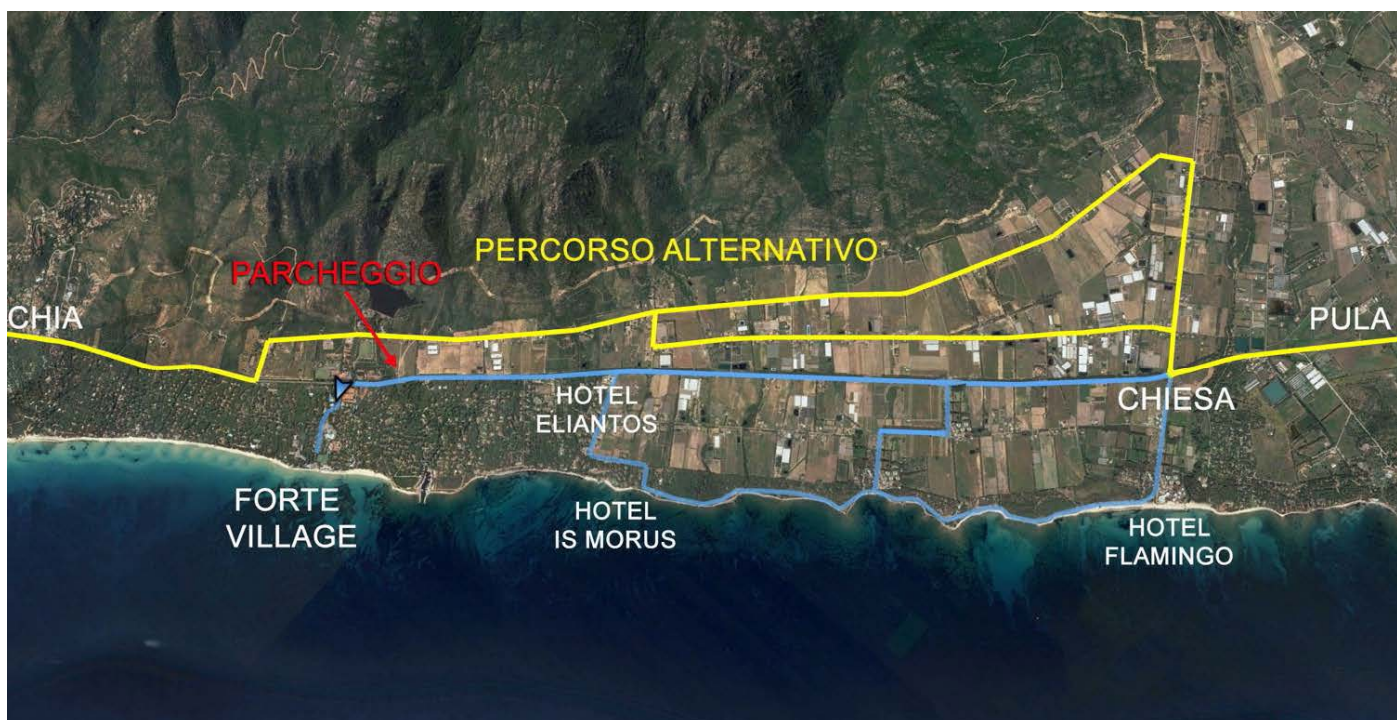 PERCORSO ALTERNATIVO
PARCHEGGIO
CHIA
PULA
HOTEL
ELIANTOS
CHIESA
FORTE
VILLAGE
HOTEL
IS MORUS
HOTEL
FLAMINGO